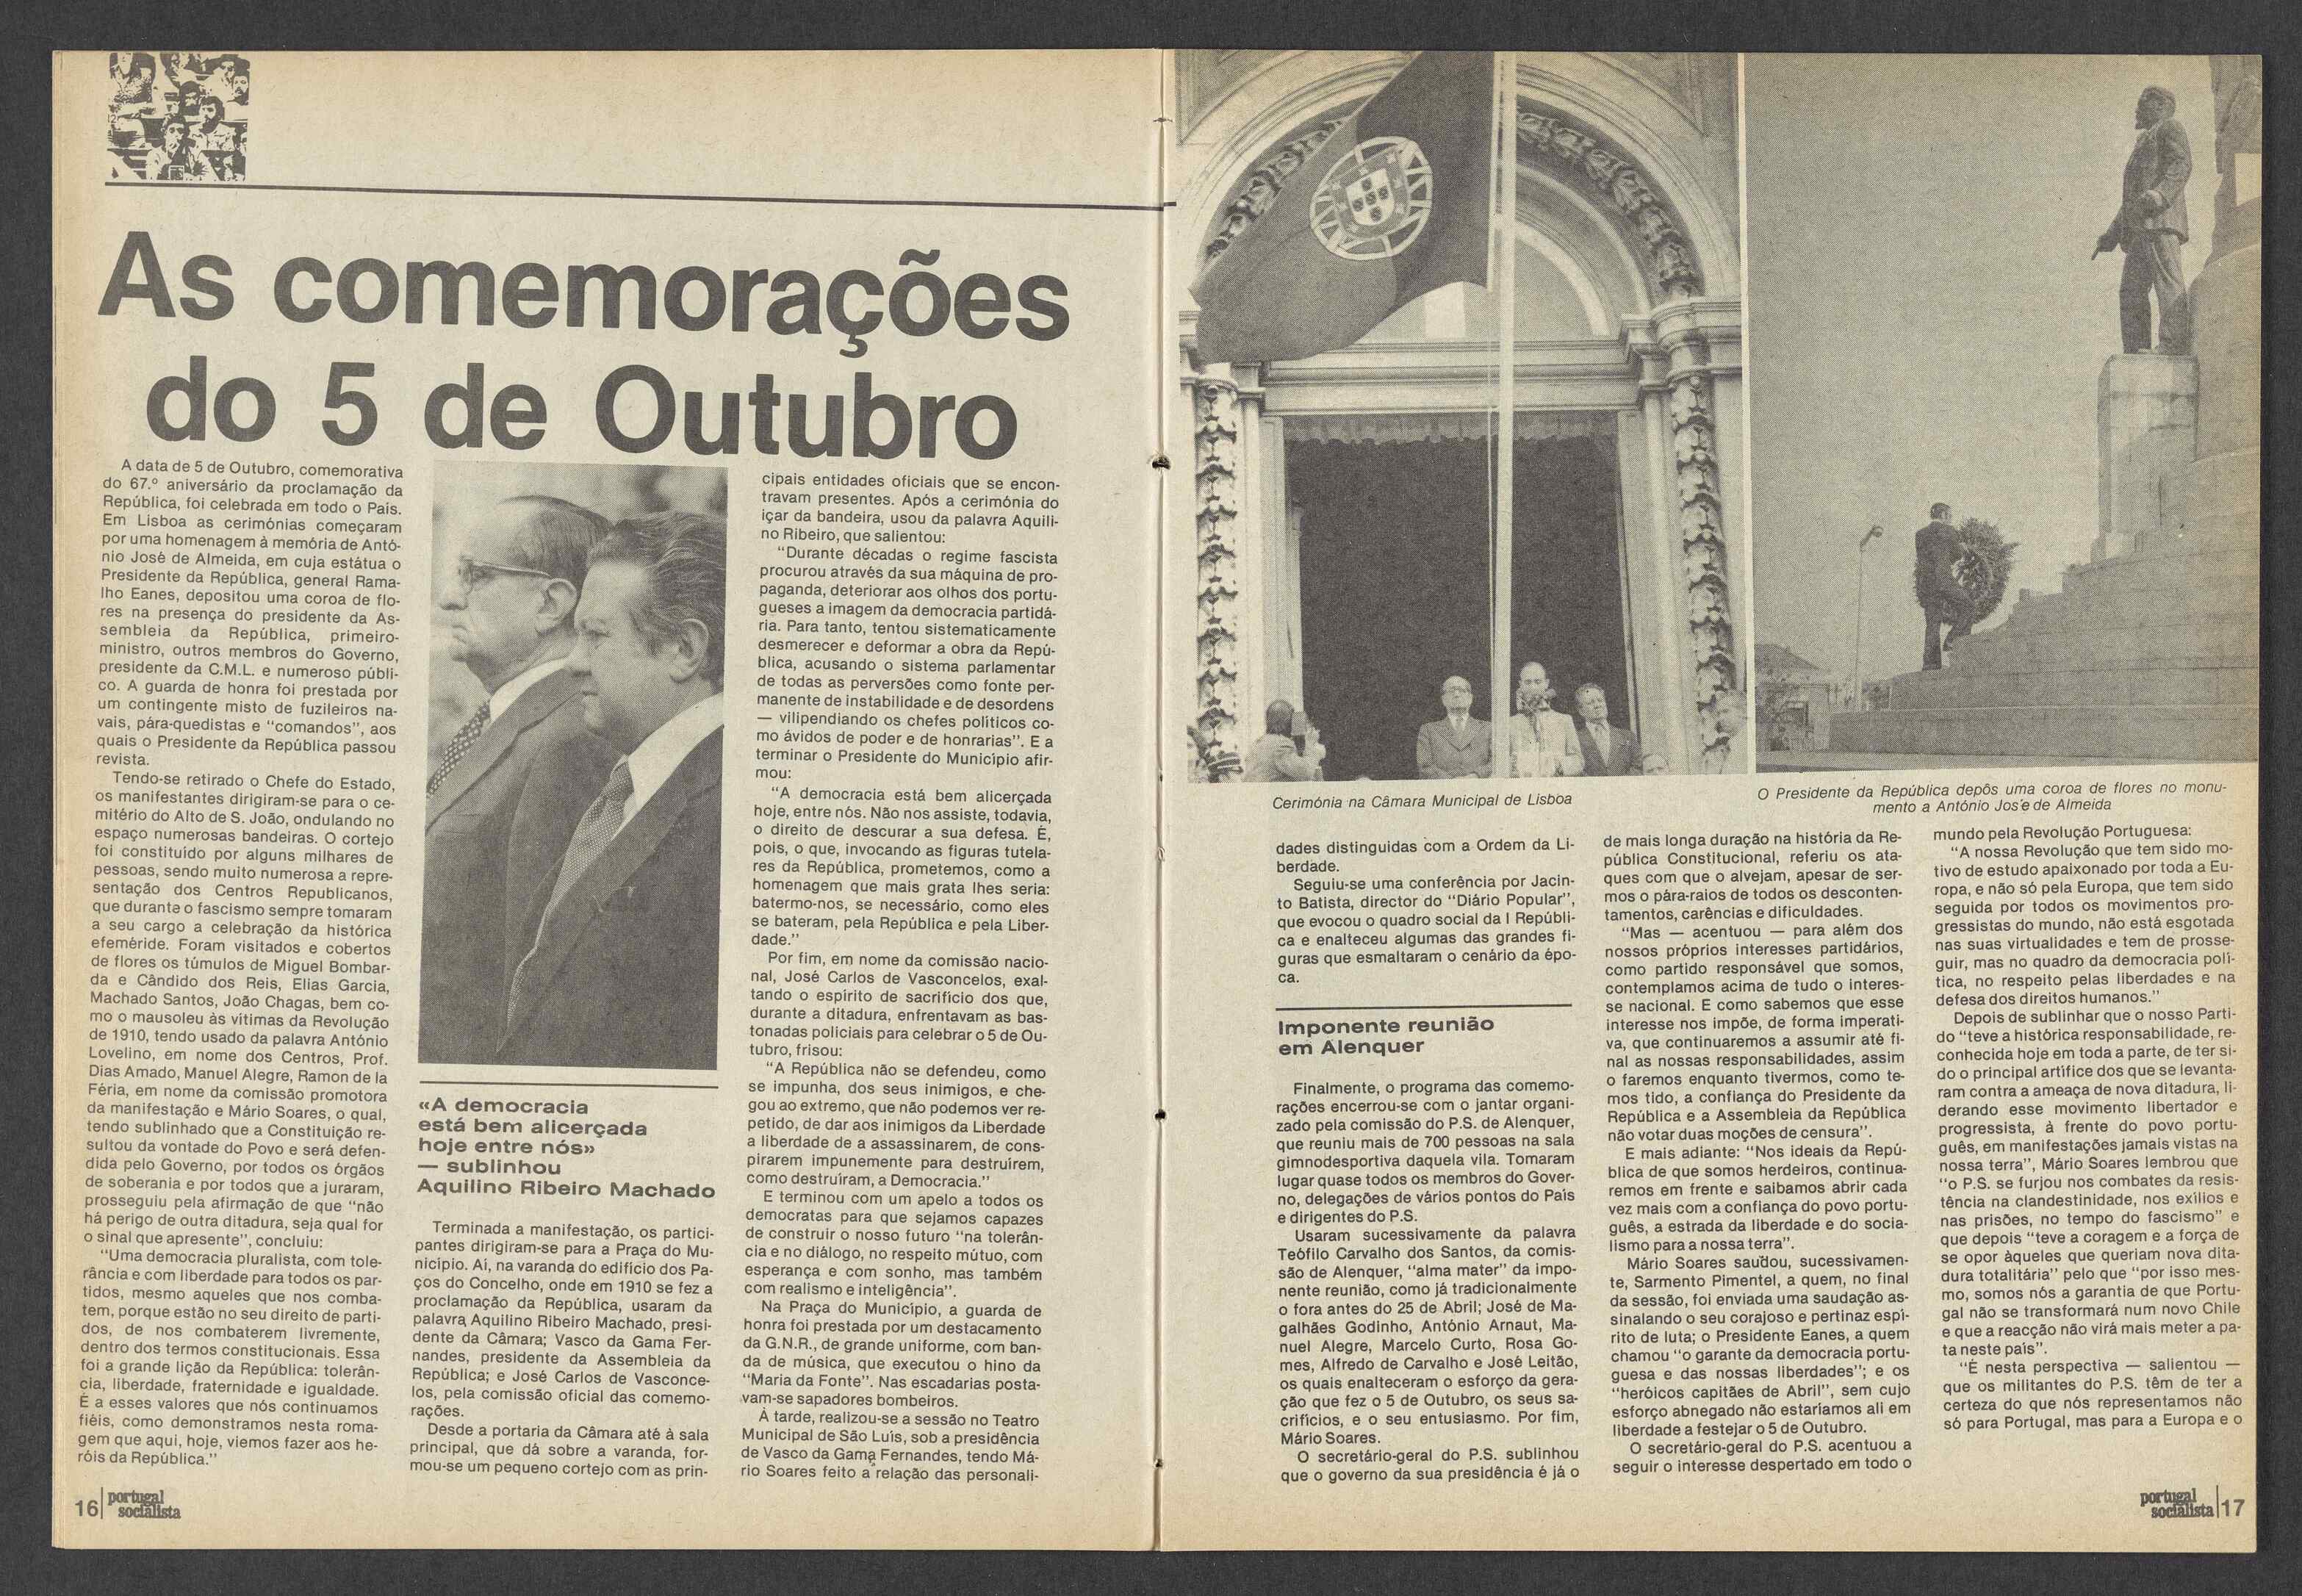 As comemorações
do 5 de Outubro
A data de 5 de Outubro, comemorativa
do 67.º aniversário da proclamação da
República, foi celebrada em todo o País.
Em Lisboa as cerimónias começaram
por uma homenagem à memória de Antó-
nio José de Almeida, em cuja estátua o
Presidente da República, general Rama-
lho Eanes, depositou uma coroa de flo-
res na presença do presidente da As-
sembleia da República, primeiro-
ministro, outros membros do Governo,
presidente da C.M.L. e numeroso públi-
co. A guarda de honra foi prestada por
um contingente misto de fuzileiros na-
vais, pára-quedistas e "comandos", aos
quais o Presidente da República passou
revista.
Tendo-se retirado o Chefe do Estado,
os manifestantes dirigiram-se para o ce-
mitério do Alto de S. João, ondulando no
espaço numerosas bandeiras. O cortejo
foi constituído por alguns milhares de
pessoas, sendo muito numerosa a repre-
sentação dos Centros Republicanos,
que durante o fascismo sempre tomaram
a seu cargo a celebração da histórica
efeméride. Foram visitados e cobertos
de flores os túmulos de Miguel Bombar-
da e Cândido dos Reis, Elias Garcia,
Machado Santos, João Chagas, bem co-
mo o mausoleu às vítimas da Revolução
de 1910, tendo usado da palavra António
Lovelino, em nome dos Centros, Prof.
Dias Amado, Manuel Alegre, Ramon de la
Féria, em nome da comissão promotora
da manifestação e Mário Soares, o qual,
tendo sublinhado que a Constituição re-
sultou da vontade do Povo e será defen-
dida pelo Governo, por todos os órgãos
de soberania e por todos que a juraram,
prosseguiu pela afirmação de que "não
há perigo de outra ditadura, seja qual for
o sinal que apresente", concluiu:
"Uma democracia pluralista, com tole-
rância e com liberdade para todos os par-
tidos, mesmo aqueles que nos comba-
tem, porque estão no seu direito de parti-
dos, de nos combaterem livremente,
dentro dos termos constitucionais. Essa
foi a grande lição da República: tolerân-
cia, liberdade, fraternidade e igualdade.
É a esses valores que nós continuamos
fiéis, como demonstramos nesta roma-
gem que aqui, hoje, viemos fazer aos he-
róis da República."
«A democracia
está bem alicerçada
hoje entre nós»
— sublinhou
Aquilino Ribeiro Machado
Terminada a manifestação, os partici-
pantes dirigiram-se para a Praça do Mu-
nicípio. Aí, na varanda do edifício dos Pa-
ços do Concelho, onde em 1910 se fez a
proclamação da República, usaram da
palavra Aquilino Ribeiro Machado, presi-
dente da Câmara; Vasco da Gama Fer-
nandes, presidente da Assembleia da
República; e José Carlos de Vasconce-
los, pela comissão oficial das comemo-
rações.
Desde a portaria da Câmara até à sala
principal, que dá sobre a varanda, for-
mou-se um pequeno cortejo com as prin-
cipais entidades oficiais que se encon-
travam presentes. Após a cerimónia do
içar da bandeira, usou da palavra Aquili-
no Ribeiro, que salientou:
"Durante décadas o regime fascista
procurou através da sua máquina de pro-
paganda, deteriorar aos olhos dos portu-
gueses a imagem da democracia partidá-
ria. Para tanto, tentou sistematicamente
desmerecer e deformar a obra da Repú-
blica, acusando o sistema parlamentar
de todas as perversões como fonte per-
manente de instabilidade e de desordens
— vilipendiando os chefes políticos co-
mo ávidos de poder e de honrarias". E a
terminar o Presidente do Município afir-
mou:
"A democracia está bem alicerçada
hoje, entre nós. Não nos assiste, todavia,
o direito de descurar a sua defesa. É,
pois, o que, invocando as figuras tutela-
res da República, prometemos, como a
homenagem que mais grata lhes seria:
batermo-nos, se necessário, como eles
se bateram, pela República e pela Liber-
dade."
Por fim, em nome da comissão nacio-
nal, José Carlos de Vasconcelos, exal-
tando o espírito de sacrifício dos que,
durante a ditadura, enfrentavam as bas-
tonadas policiais para celebrar o 5 de Ou-
tubro, frisou:
"A República não se defendeu, como
se impunha, dos seus inimigos, e che-
gou ao extremo, que não podemos ver re-
petido, de dar aos inimigos da Liberdade
a liberdade de a assassinarem, de cons-
pirarem impunemente para destruírem,
como destruíram, a Democracia."
E terminou com um apelo a todos os
democratas para que sejamos capazes
de construir o nosso futuro "na tolerân-
cia e no diálogo, no respeito mútuo, com
esperança e com sonho, mas também
com realismo e inteligência".
Na Praça do Município, a guarda de
honra foi prestada por um destacamento
da G.N.R., de grande uniforme, com ban-
da de música, que executou o hino da
"Maria da Fonte". Nas escadarias posta-
vam-se sapadores bombeiros.
À tarde, realizou-se a sessão no Teatro
Municipal de São Luís, sob a presidência
de Vasco da Gama Fernandes, tendo Má-
rio Soares feito a relação das personali-
16 portugal
socialista
Cerimónia na Câmara Municipal de Lisboa
O Presidente da República depôs uma coroa de flores no monu-
mento a António José de Almeida
dades distinguidas com a Ordem da Li-
berdade.
Seguiu-se uma conferência por Jacin-
to Batista, director do "Diário Popular",
que evocou o quadro social da I Repúbli-
ca e enalteceu algumas das grandes fi-
guras que esmaltaram o cenário da épo-
ca.
Imponente reunião
em Alenquer
Finalmente, o programa das comemo-
rações encerrou-se com o jantar organi-
zado pela comissão do P.S. de Alenquer,
que reuniu mais de 700 pessoas na sala
gimnodesportiva daquela vila. Tomaram
lugar quase todos os membros do Gover-
no, delegações de vários pontos do País
e dirigentes do P.S.
Usaram sucessivamente da palavra
Teófilo Carvalho dos Santos, da comis-
são de Alenquer, "alma mater" da impo-
nente reunião, como já tradicionalmente
o fora antes do 25 de Abril; José de Ma-
galhães Godinho, António Arnaut, Ma-
nuel Alegre, Marcelo Curto, Rosa Go-
mes, Alfredo de Carvalho e José Leitão,
os quais enalteceram o esforço da gera-
ção que fez o 5 de Outubro, os seus sa-
crifícios, e o seu entusiasmo. Por fim,
Mário Soares.
O secretário-geral do P.S. sublinhou
que o governo da sua presidência é já o
de mais longa duração na história da Re-
pública Constitucional, referiu os ata-
ques com que o alvejam, apesar de ser-
mos o pára-raios de todos os desconten-
tamentos, carências e dificuldades.
"Mas — acentuou — para além dos
nossos próprios interesses partidários,
como partido responsável que somos,
contemplamos acima de tudo o interes-
se nacional. E como sabemos que esse
interesse nos impõe, de forma imperati-
va, que continuaremos a assumir até fi-
nal as nossas responsabilidades, assim
o faremos enquanto tivermos, como te-
mos tido, a confiança do Presidente da
República e a Assembleia da República
não votar duas moções de censura".
E mais adiante: "Nos ideais da Repú-
blica de que somos herdeiros, continua-
remos em frente e saibamos abrir cada
vez mais com a confiança do povo portu-
guês, a estrada da liberdade e do socia-
lismo para a nossa terra".
Mário Soares saudou, sucessivamen-
te, Sarmento Pimentel, a quem, no final
da sessão, foi enviada uma saudação as-
sinalando o seu corajoso e pertinaz espí-
rito de luta; o Presidente Eanes, a quem
chamou "o garante da democracia portu-
guesa e das nossas liberdades"; e os
"heróicos capitães de Abril", sem cujo
esforço abnegado não estaríamos ali em
liberdade a festejar o 5 de Outubro.
O secretário-geral do P.S. acentuou a
seguir o interesse despertado em todo o
mundo pela Revolução Portuguesa:
"A nossa Revolução que tem sido mo-
tivo de estudo apaixonado por toda a Eu-
ropa, e não só pela Europa, que tem sido
seguida por todos os movimentos pro-
gressistas do mundo, não está esgotada
nas suas virtualidades e tem de prosse-
guir, mas no quadro da democracia polí-
tica, no respeito pelas liberdades e na
defesa dos direitos humanos."
Depois de sublinhar que o nosso Parti-
do "teve a histórica responsabilidade, re-
conhecida hoje em toda a parte, de ter si-
do o principal artífice dos que se levanta-
ram contra a ameaça de nova ditadura, li-
derando esse movimento libertador e
progressista, à frente do povo portu-
guês, em manifestações jamais vistas na
nossa terra", Mário Soares lembrou que
"o P.S. se furjou nos combates da resis-
tência na clandestinidade, nos exílios e
nas prisões, no tempo do fascismo" e
que depois "teve a coragem e a força de
se opor àqueles que queriam nova dita-
dura totalitária" pelo que "por isso mes-
mo, somos nós a garantia de que Portu-
gal não se transformará num novo Chile
e que a reacção não virá mais meter a pa-
ta neste país".
"É nesta perspectiva — salientou —
que os militantes do P.S. têm de ter a
certeza do que nós representamos não
só para Portugal, mas para a Europa e o
portugal
socialista 17